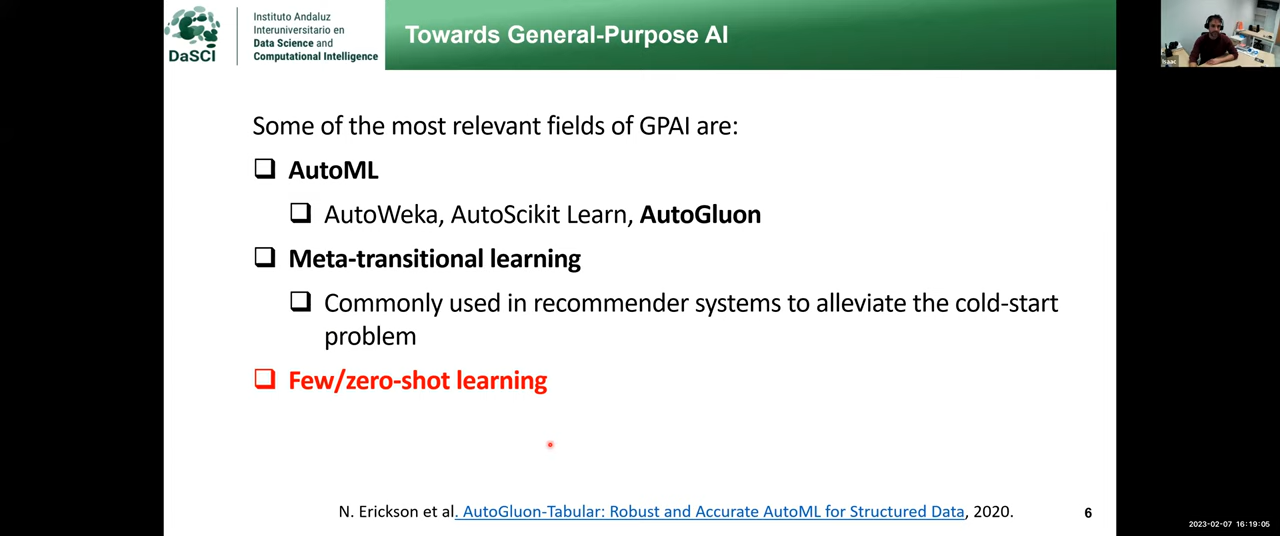 DaSCI
Instituto Andaluz
Interuniversitario en
Data Science and
Computational Intelligence
Towards General-Purpose AI
Isaac
Some of the most relevant fields of GPAI are:
AutoML
AutoWeka, AutoScikit Learn, AutoGluon
Meta-transitional learning
Commonly used in recommender systems to alleviate the cold-start
problem
Few/zero-shot learning
N. Erickson et al. AutoGluon-Tabular: Robust and Accurate AutoML for Structured Data, 2020.
6
2023-02-07 16:19:05